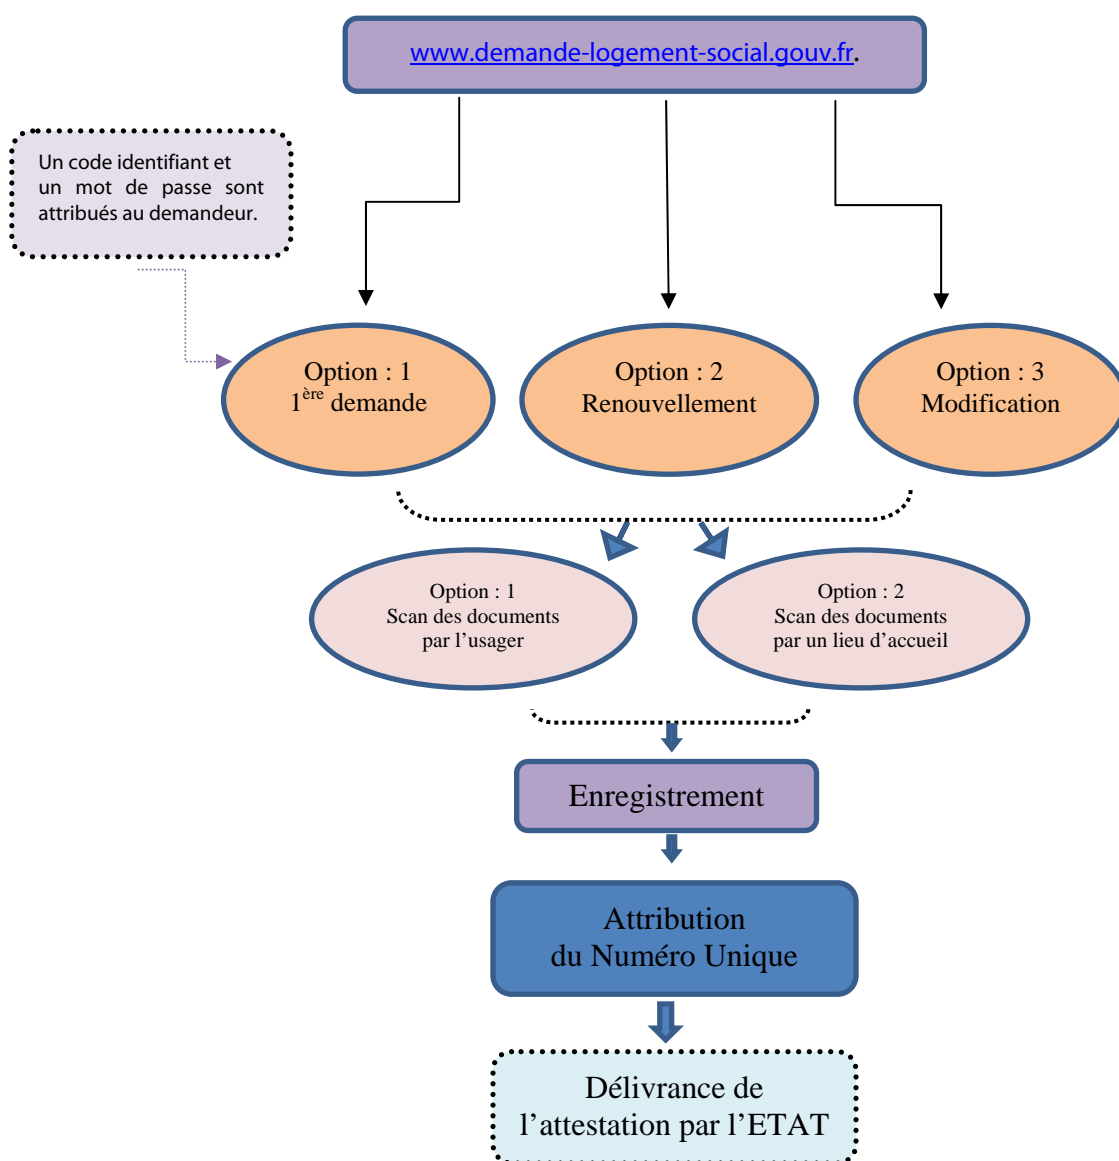 www.demande-logement-social.gouv.fr.
Un code identifiant et
un mot de passe sont
attribués au demandeur.
Option : 1
1ère demande
Option : 2
Renouvellement
Option : 3
Modification
Option : 1
Scan des documents
par l’usager
Option : 2
Scan des documents
par un lieu d’accueil
Enregistrement
Attribution
du Numéro Unique
Délivrance de
l’attestation par l’ETAT